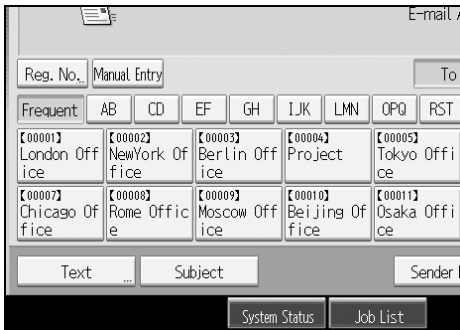 E-mail A
Reg. No. Manual Entry To
Frequent AB CD EF GH IJK LMN OPQ RST
【00001】 【00002】 【00003】 【00004】 【00005】
London Off NewYork Of Berlin Off Project Tokyo Offi
ice ffice ice ce
【00007】 【00008】 【00009】 【00010】 【00011】
Chicago Of Rome Offic Moscow Off Beijing Of Osaka Offi
fice e ice fice ce
Text Subject Sender
System Status Job List